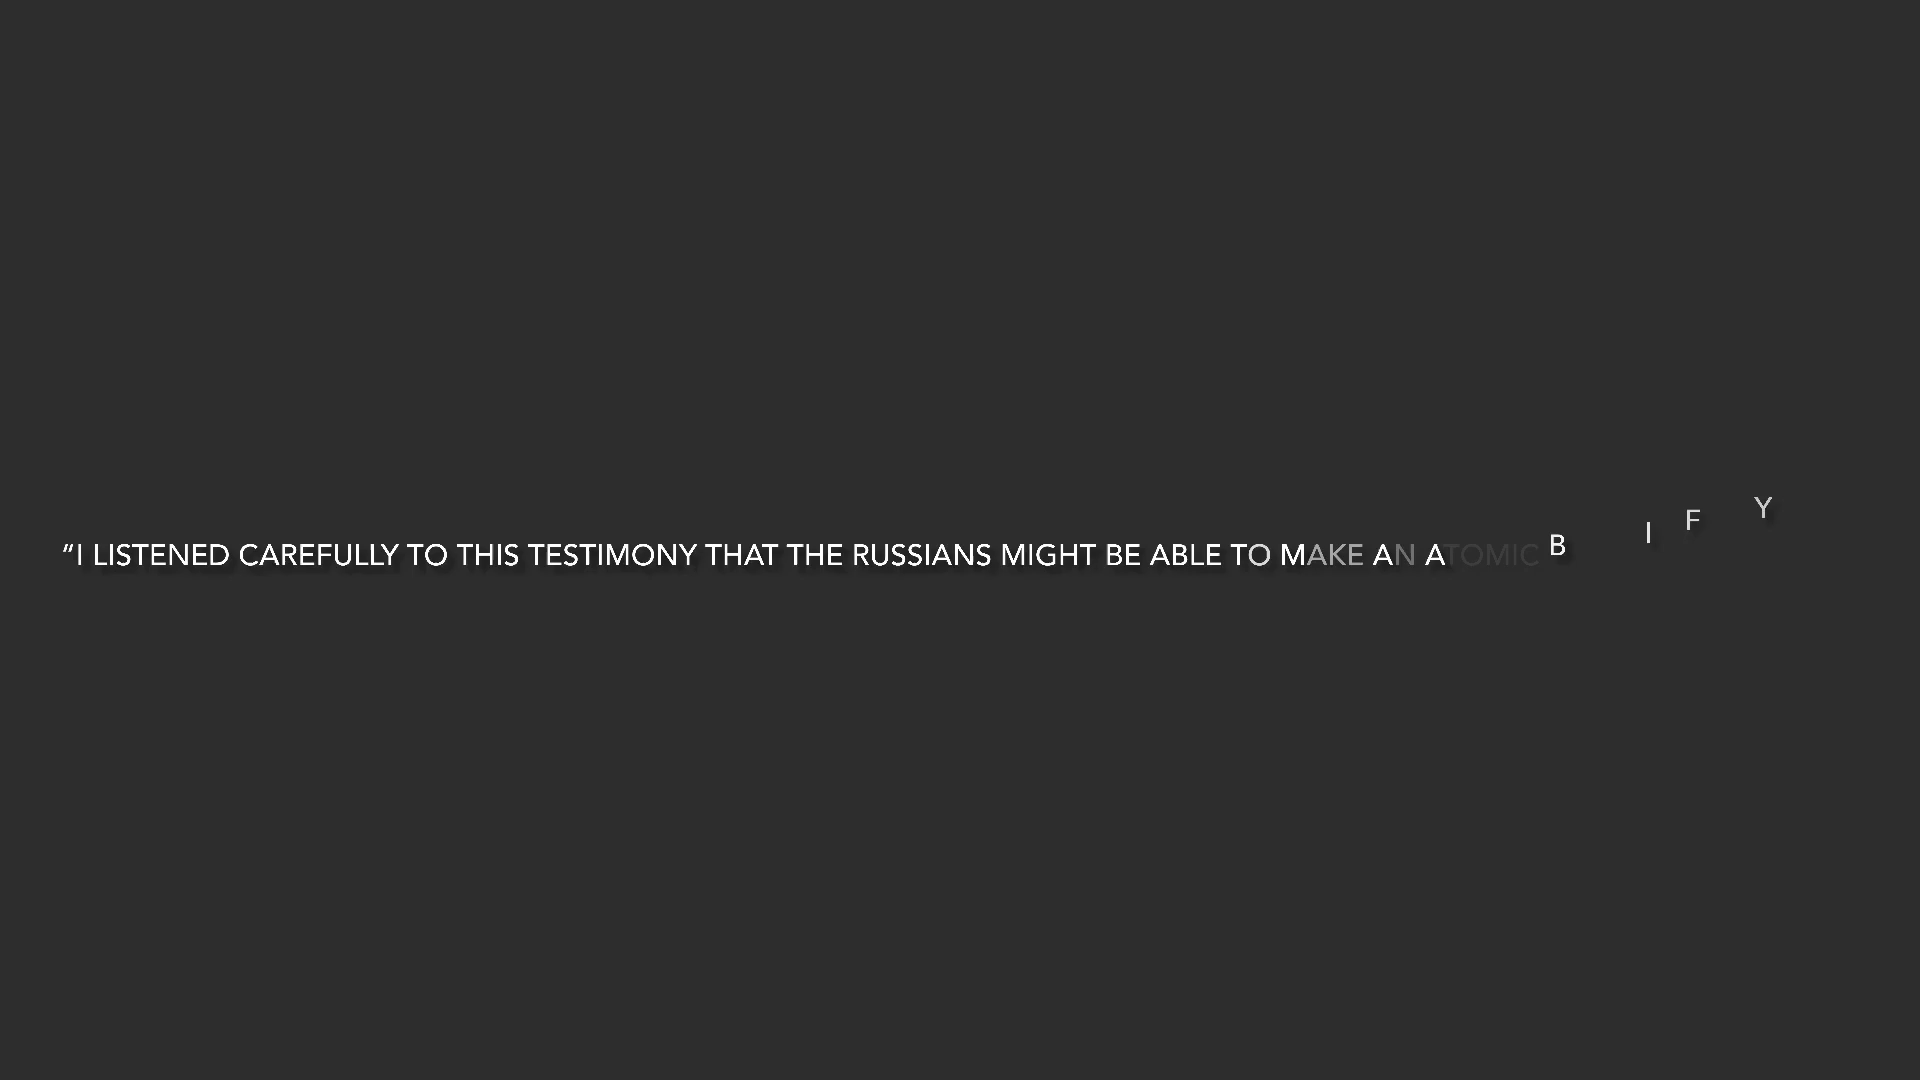 “I LISTENED CAREFULLY TO THIS TESTIMONY THAT THE RUSSIANS MIGHT BE ABLE TO MAKE AN ATOMIC B I F Y